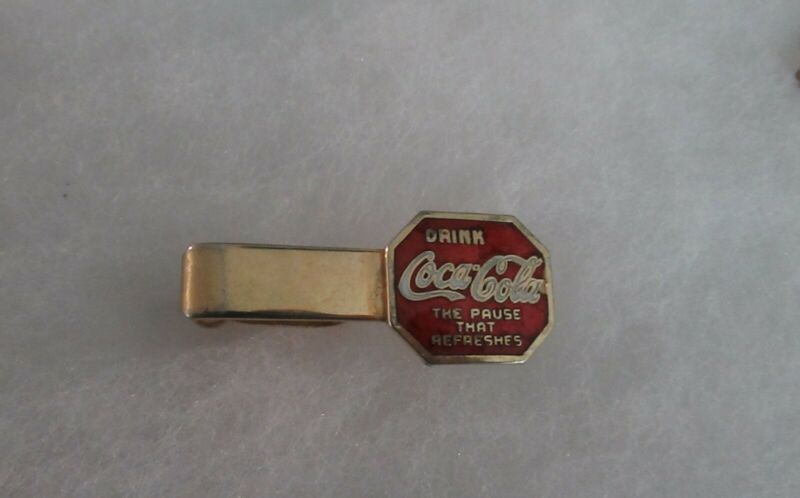 DRINK
Coca-Cola
THE PAUSE
THAT
REFRESHES